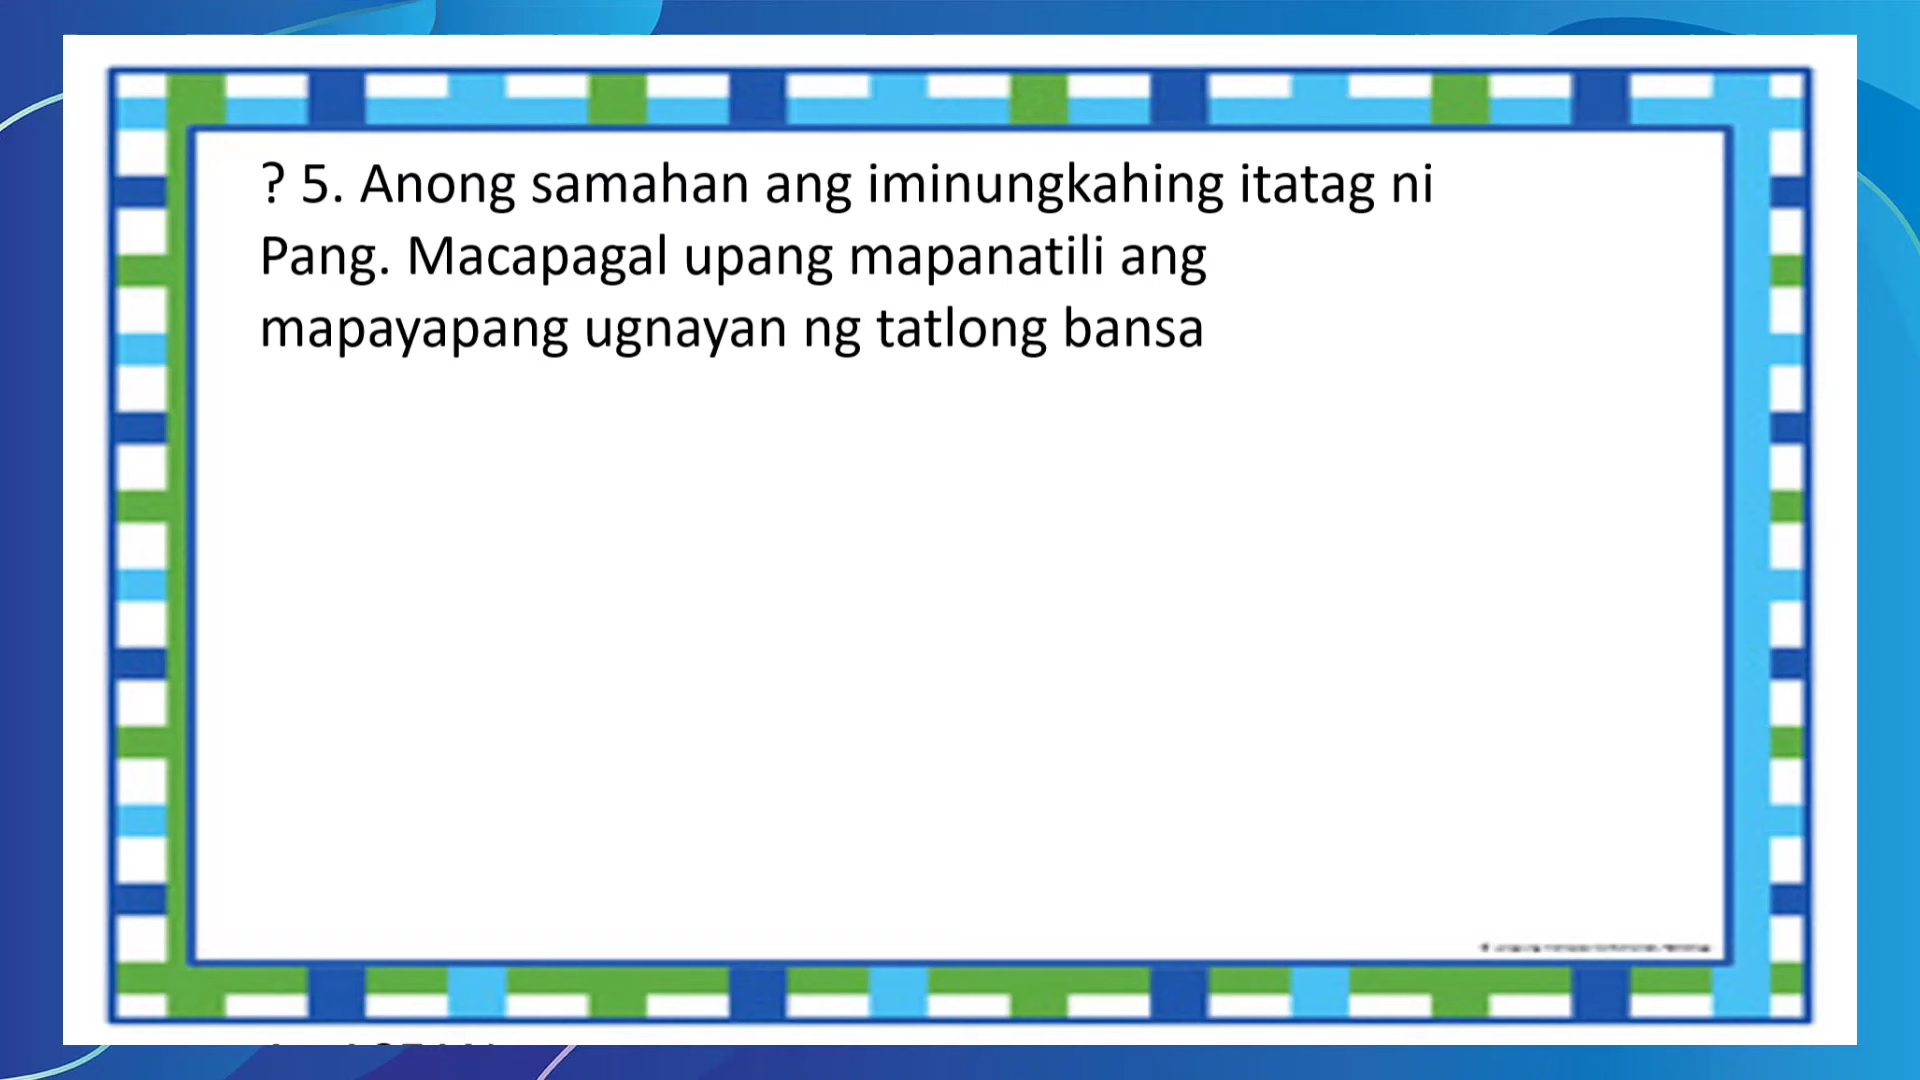 ? 5. Anong samahan ang iminungkahing itatag ni
Pang. Macapagal upang mapanatili ang
mapayapang ugnayan ng tatlong bansa